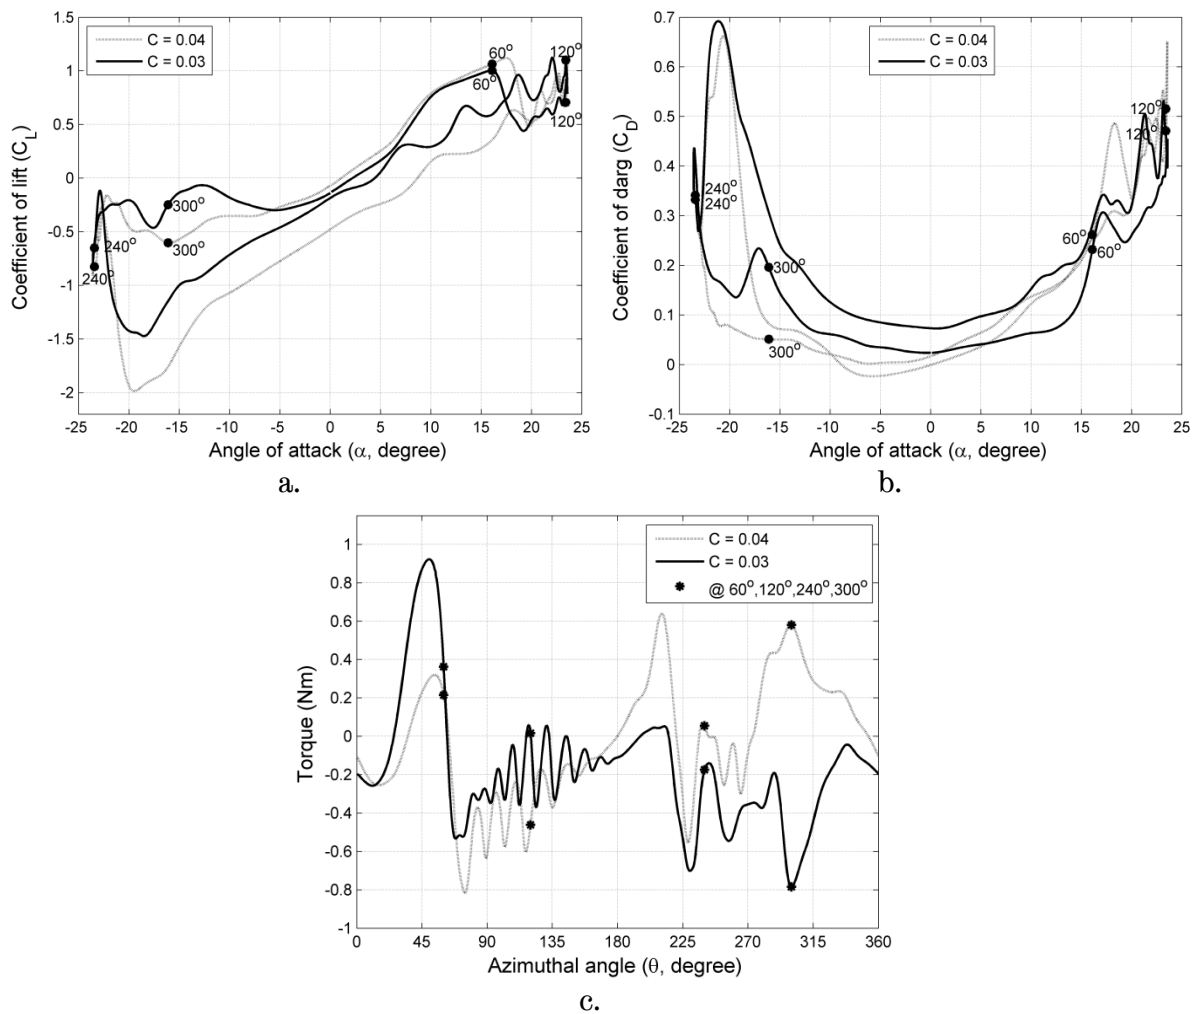 C = 0.04
C = 0.03
Coefficient of lift (C_L)
1.5
1
0.5
0
-0.5
-1
-1.5
-2
60°
60°
120°
120°
300°
300°
240°
240°
-25 -20 -15 -10 -5 0 5 10 15 20 25
Angle of attack (α, degree)
a.
C = 0.04
C = 0.03
Coefficient of darg (C_D)
0.7
0.6
0.5
0.4
0.3
0.2
0.1
0
-0.1
120°
120°
240°
240°
60°
60°
300°
300°
-25 -20 -15 -10 -5 0 5 10 15 20 25
Angle of attack (α, degree)
b.
C = 0.04
C = 0.03
@ 60°,120°,240°,300°
Torque (Nm)
1
0.8
0.6
0.4
0.2
0
-0.2
-0.4
-0.6
-0.8
-1
0 45 90 135 180 225 270 315 360
Azimuthal angle (θ, degree)
c.